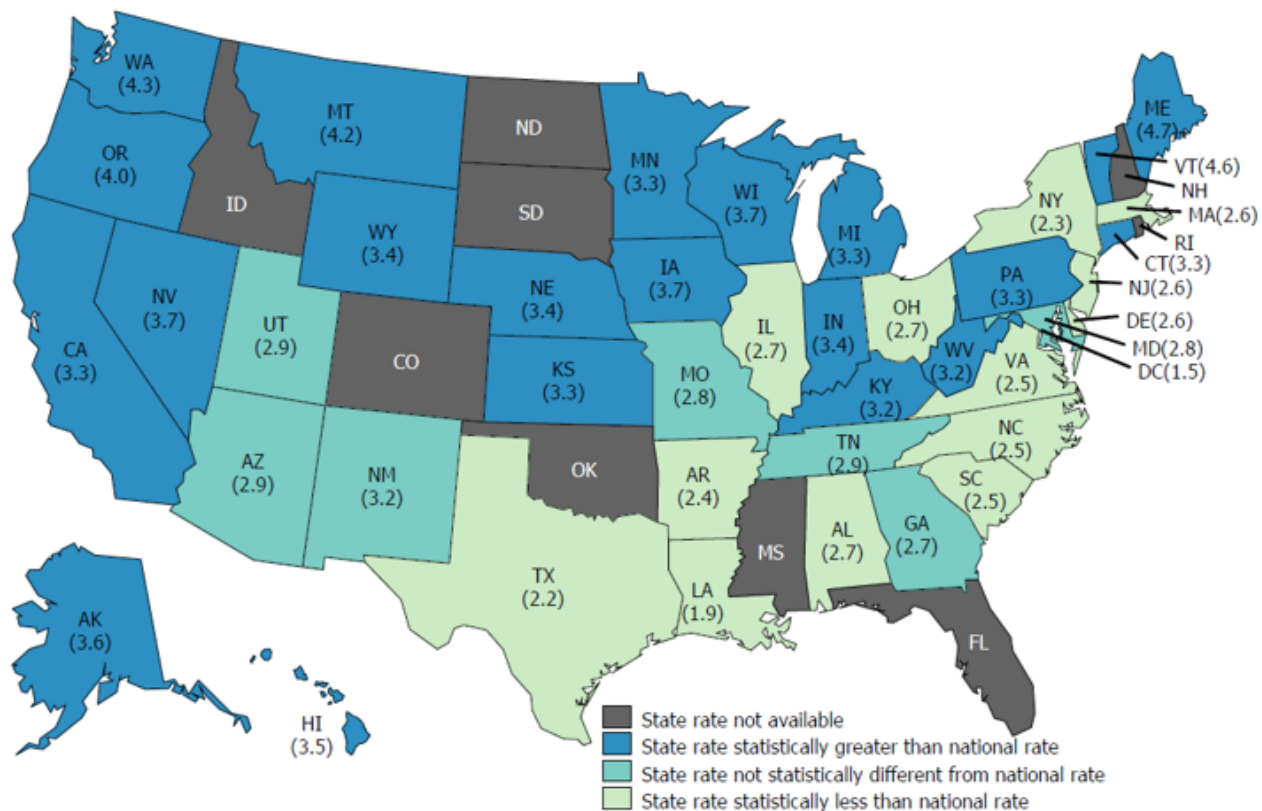 WA
(4.3)
MT
(4.2)
ND
OR
(4.0)
ID
SD
MN
(3.3)
WI
(3.7)
MI
(3.3)
ME
(4.7)
VT(4.6)
NH
NY
(2.3)
MA(2.6)
RI
CT(3.3)
NJ(2.6)
DE(2.6)
MD(2.8)
DC(1.5)
WY
(3.4)
NE
(3.4)
IA
(3.7)
PA
(3.3)
NV
(3.7)
UT
(2.9)
CO
KS
(3.3)
MO
(2.8)
IL
(2.7)
IN
(3.4)
OH
(2.7)
WV
(3.2)
VA
(2.5)
CA
(3.3)
KY
(3.2)
NC
(2.5)
AZ
(2.9)
NM
(3.2)
OK
AR
(2.4)
TN
(2.9)
SC
(2.5)
TX
(2.2)
LA
(1.9)
MS
AL
(2.7)
GA
(2.7)
FL
AK
(3.6)
HI
(3.5)
State rate not available
State rate statistically greater than national rate
State rate not statistically different from national rate
State rate statistically less than national rate